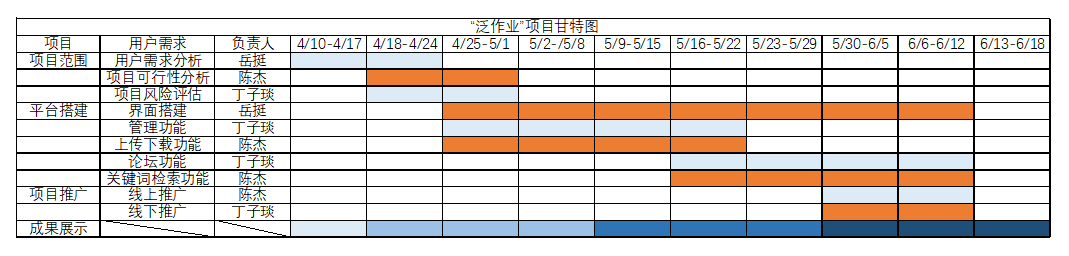 “泛作业”项目甘特图
项目 用户需求 负责人 4/10-4/17 4/18-4/24 4/25-5/1 5/2-/5/8 5/9-5/15 5/16-5/22 5/23-5/29 5/30-6/5 6/6-6/12 6/13-6/18
项目范围 用户需求分析 岳挺
项目可行性分析 陈杰
项目风险评估 丁子琰
平台搭建 界面搭建 岳挺
管理功能 丁子琰
上传下载功能 陈杰
论坛功能 丁子琰
关键词检索功能 陈杰
项目推广 线上推广 陈杰
线下推广 丁子琰
成果展示